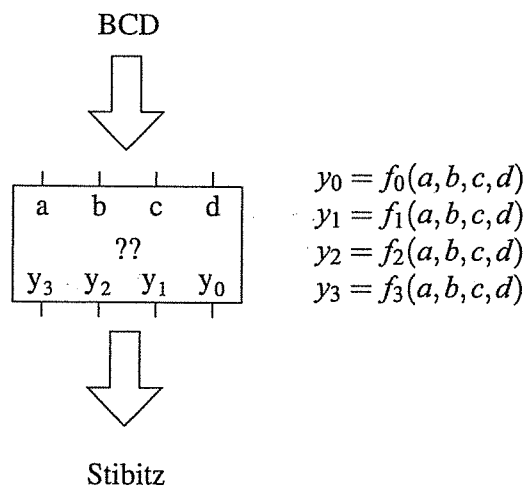 BCD
a b c d
??
y₃ y₂ y₁ y₀
y₀ = f₀(a,b,c,d)
y₁ = f₁(a,b,c,d)
y₂ = f₂(a,b,c,d)
y₃ = f₃(a,b,c,d)
Stibitz